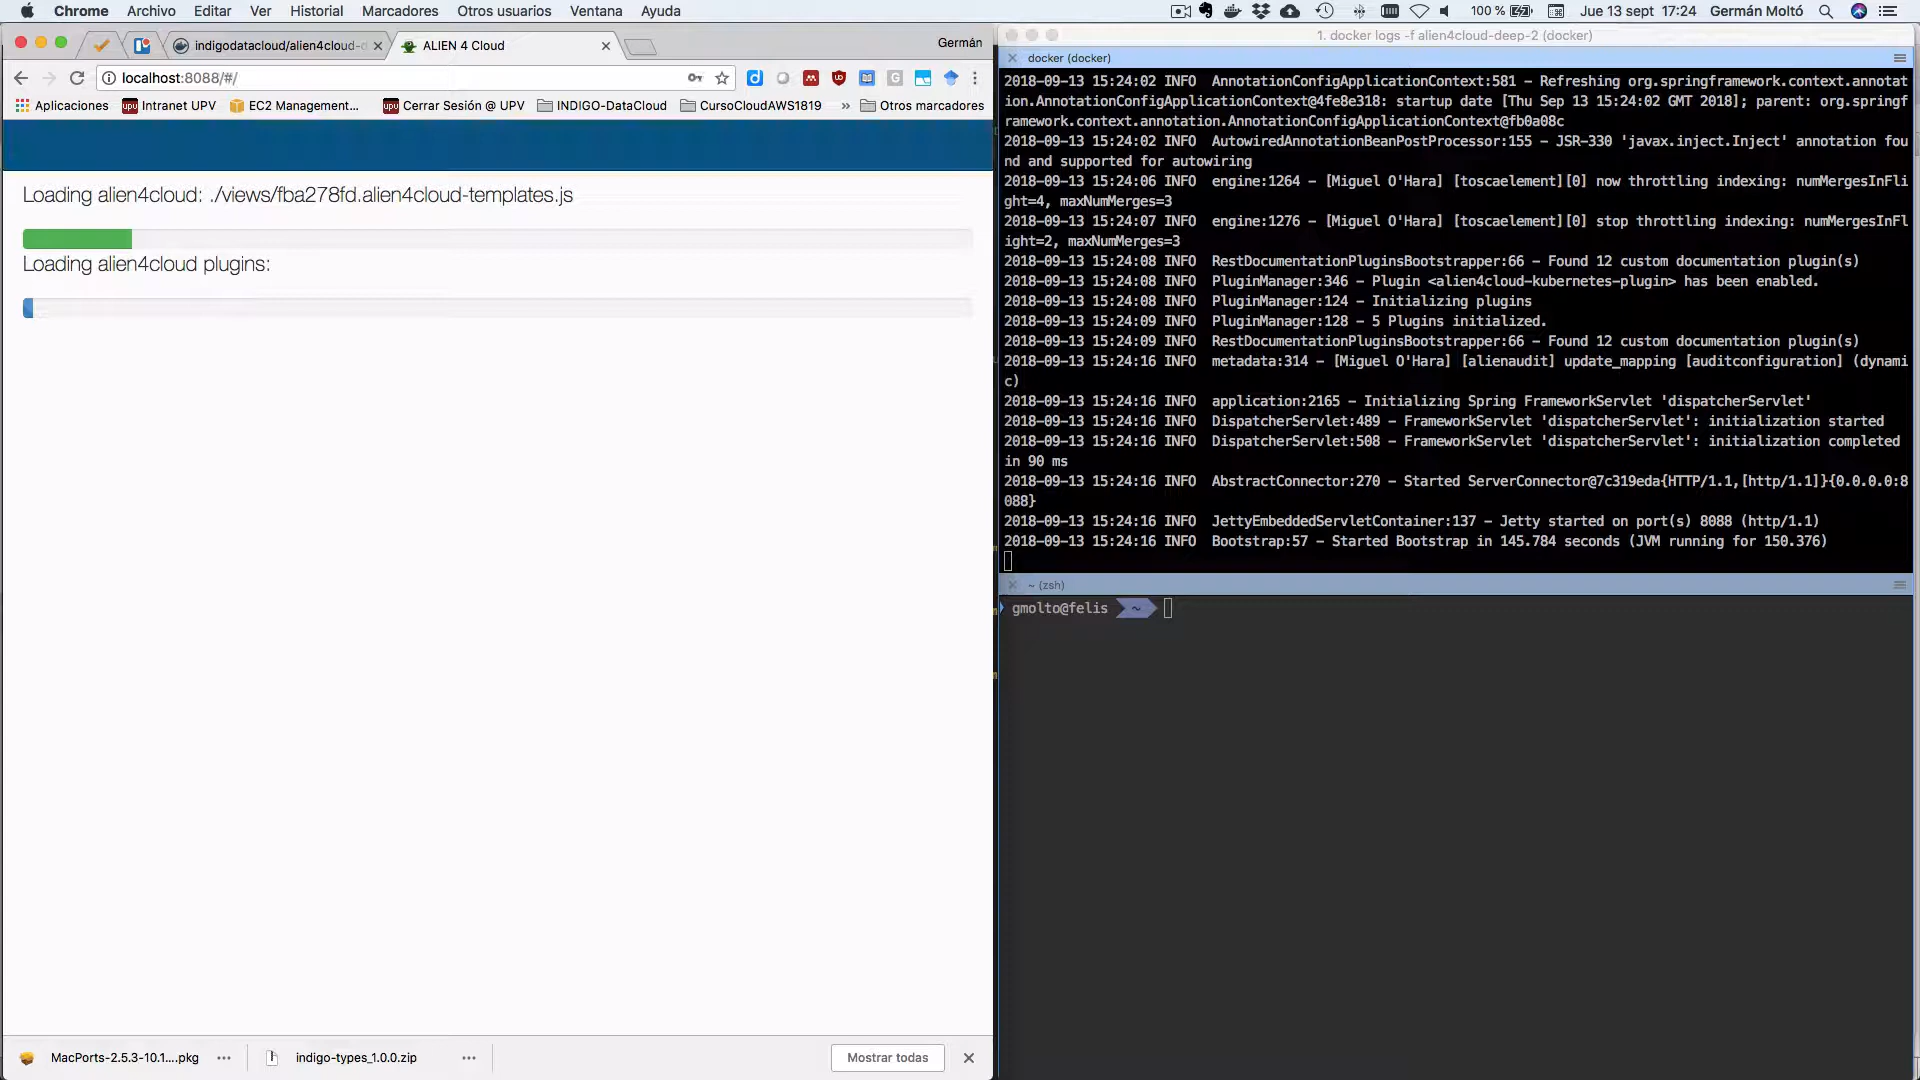 Chrome Archivo Editar Ver Historial Marcadores Otros usuarios Ventana Ayuda
100 % Jue 13 sept 17:24 Germán Moltó
indigodatacloud/alien4cloud-d
ALIEN 4 Cloud
Germán
localhost:8088/#/
Aplicaciones Intranet UPV EC2 Management... Cerrar Sesión @ UPV INDIGO-DataCloud CursoCloudAWS1819 » Otros marcadores
Loading alien4cloud: ./views/fba278fd.alien4cloud-templates.js
Loading alien4cloud plugins:
MacPorts-2.5.3-10.1....pkg
indigo-types_1.0.0.zip
Mostrar todas
1. docker logs -f alien4cloud-deep-2 (docker)
docker (docker)
2018-09-13 15:24:02 INFO  AnnotationConfigApplicationContext:581 - Refreshing org.springframework.context.annotat
ion.AnnotationConfigApplicationContext@4fe8e318: startup date [Thu Sep 13 15:24:02 GMT 2018]; parent: org.springf
ramework.context.annotation.AnnotationConfigApplicationContext@fb0a08c
2018-09-13 15:24:02 INFO  AutowiredAnnotationBeanPostProcessor:155 - JSR-330 'javax.inject.Inject' annotation fou
nd and supported for autowiring
2018-09-13 15:24:06 INFO  engine:1264 - [Miguel O'Hara] [toscaelement][0] now throttling indexing: numMergesInFli
ght=4, maxNumMerges=3
2018-09-13 15:24:07 INFO  engine:1276 - [Miguel O'Hara] [toscaelement][0] stop throttling indexing: numMergesInFl
ight=2, maxNumMerges=3
2018-09-13 15:24:08 INFO  RestDocumentationPluginsBootstrapper:66 - Found 12 custom documentation plugin(s)
2018-09-13 15:24:08 INFO  PluginManager:346 - Plugin <alien4cloud-kubernetes-plugin> has been enabled.
2018-09-13 15:24:08 INFO  PluginManager:124 - Initializing plugins
2018-09-13 15:24:09 INFO  PluginManager:128 - 5 Plugins initialized.
2018-09-13 15:24:09 INFO  RestDocumentationPluginsBootstrapper:66 - Found 12 custom documentation plugin(s)
2018-09-13 15:24:16 INFO  metadata:314 - [Miguel O'Hara] [alienaudit] update_mapping [auditconfiguration] (dynami
c)
2018-09-13 15:24:16 INFO  application:2165 - Initializing Spring FrameworkServlet 'dispatcherServlet'
2018-09-13 15:24:16 INFO  DispatcherServlet:489 - FrameworkServlet 'dispatcherServlet': initialization started
2018-09-13 15:24:16 INFO  DispatcherServlet:508 - FrameworkServlet 'dispatcherServlet': initialization completed
in 90 ms
2018-09-13 15:24:16 INFO  AbstractConnector:270 - Started ServerConnector@7c319eda{HTTP/1.1,[http/1.1]}{0.0.0.0:8
088}
2018-09-13 15:24:16 INFO  JettyEmbeddedServletContainer:137 - Jetty started on port(s) 8088 (http/1.1)
2018-09-13 15:24:16 INFO  Bootstrap:57 - Started Bootstrap in 145.784 seconds (JVM running for 150.376)
~ (zsh)
gmolto@felis ~